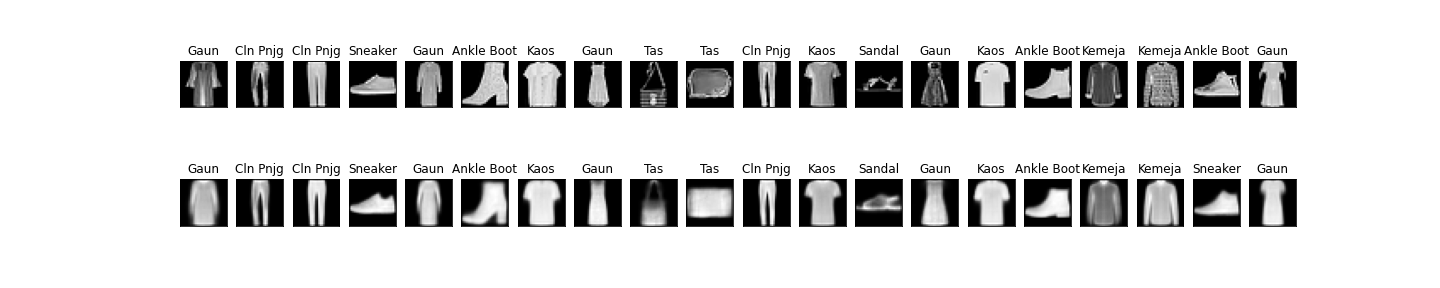 Gaun Cln Pnjg Cln Pnjg Sneaker Gaun Ankle Boot Kaos Gaun Tas Tas Cln Pnjg Kaos Sandal Gaun Kaos Ankle Boot Kemeja Kemeja Ankle Boot Gaun
Gaun Cln Pnjg Cln Pnjg Sneaker Gaun Ankle Boot Kaos Gaun Tas Tas Cln Pnjg Kaos Sandal Gaun Kaos Ankle Boot Kemeja Kemeja Sneaker Gaun